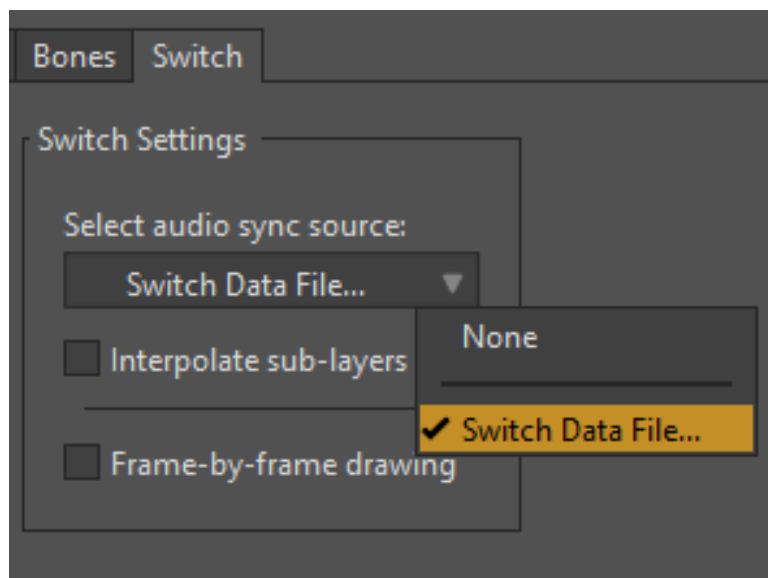 Bones
Switch
Switch Settings
Select audio sync source:
Switch Data File...
None
Interpolate sub-layers
Switch Data File...
Frame-by-frame drawing